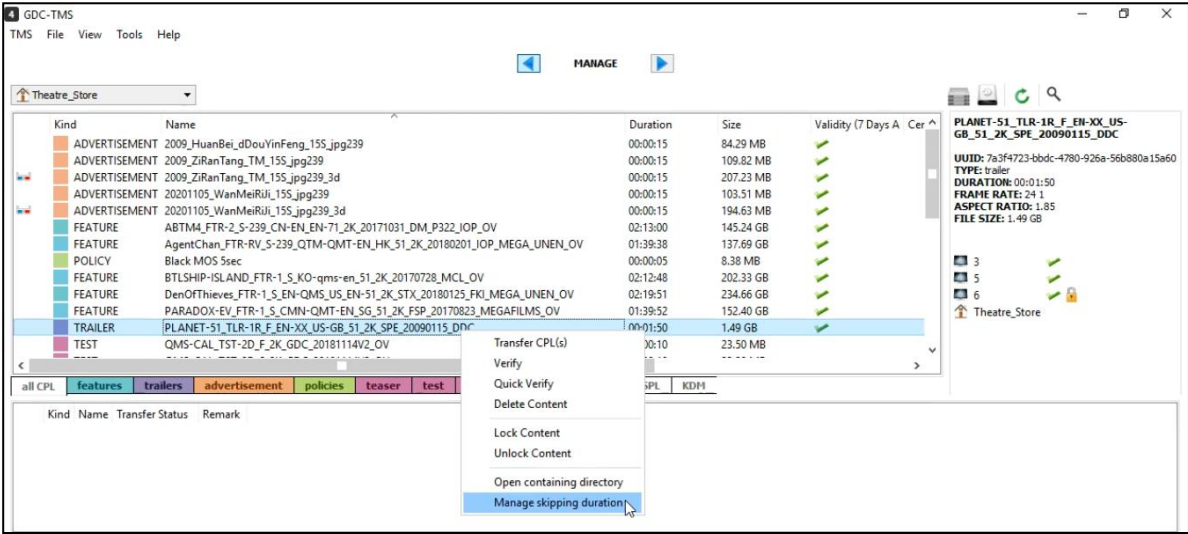 GDC-TMS
TMS File View Tools Help
MANAGE
Theatre_Store
Kind Name Duration Size Validity (7 Days A Cer
ADVERTISEMENT 2009_HuanBei_dDouYinFeng_15S_jpg239 00:00:15 84.29 MB
ADVERTISEMENT 2009_ZiRanTang_TM_15S_jpg239 00:00:15 109.82 MB
ADVERTISEMENT 2009_ZiRanTang_TM_15S_jpg239_3d 00:00:15 207.23 MB
ADVERTISEMENT 20201105_WanMeiRiJi_15S_jpg239 00:00:15 103.51 MB
ADVERTISEMENT 20201105_WanMeiRiJi_15S_jpg239_3d 00:00:15 194.63 MB
FEATURE ABTM4_FTR-2_S-239_CN-EN_EN-71_2K_20171031_DM_P322_IOP_OV 02:13:00 145.24 GB
FEATURE AgentChan_FTR-RV_S-239_QTM-QMT-EN_HK_51_2K_20180201_IOP_MEGA_UNEN_OV 01:39:38 137.69 GB
POLICY Black MOS 5sec 00:00:05 8.38 MB
FEATURE BTLSHIP-ISLAND_FTR-1_S_KO-qms-en_51_2K_20170728_MCL_OV 02:12:48 202.33 GB
FEATURE DenOfThieves_FTR-1_S_EN-QMS_US_EN-51_2K_STX_20180125_FKI_MEGA_UNEN_OV 02:19:51 234.66 GB
FEATURE PARADOX-EV_FTR-1_S_CMN-QMT-EN_SG_51_2K_FSP_20170823_MEGAFILMS_OV 01:39:52 152.40 GB
TRAILER PLANET-51_TLR-1R_F_EN-XX_US-GB_51_2K_SPE_20090115_DDC 00:01:50 1.49 GB
TEST QMS-CAL_TST-2D_F_2K_GDC_20181114V2_OV 00:10 23.50 MB
all CPL features trailers advertisement policies teaser test SPL KDM
Kind Name Transfer Status Remark
Transfer CPL(s)
Verify
Quick Verify
Delete Content
Lock Content
Unlock Content
Open containing directory
Manage skipping duration
PLANET-51_TLR-1R_F_EN-XX_US-
GB_51_2K_SPE_20090115_DDC
UUID: 7a3f4723-bbdc-4780-926a-56b880a15a60
TYPE: trailer
DURATION: 00:01:50
FRAME RATE: 24 1
ASPECT RATIO: 1.85
FILE SIZE: 1.49 GB
3
5
6
Theatre_Store